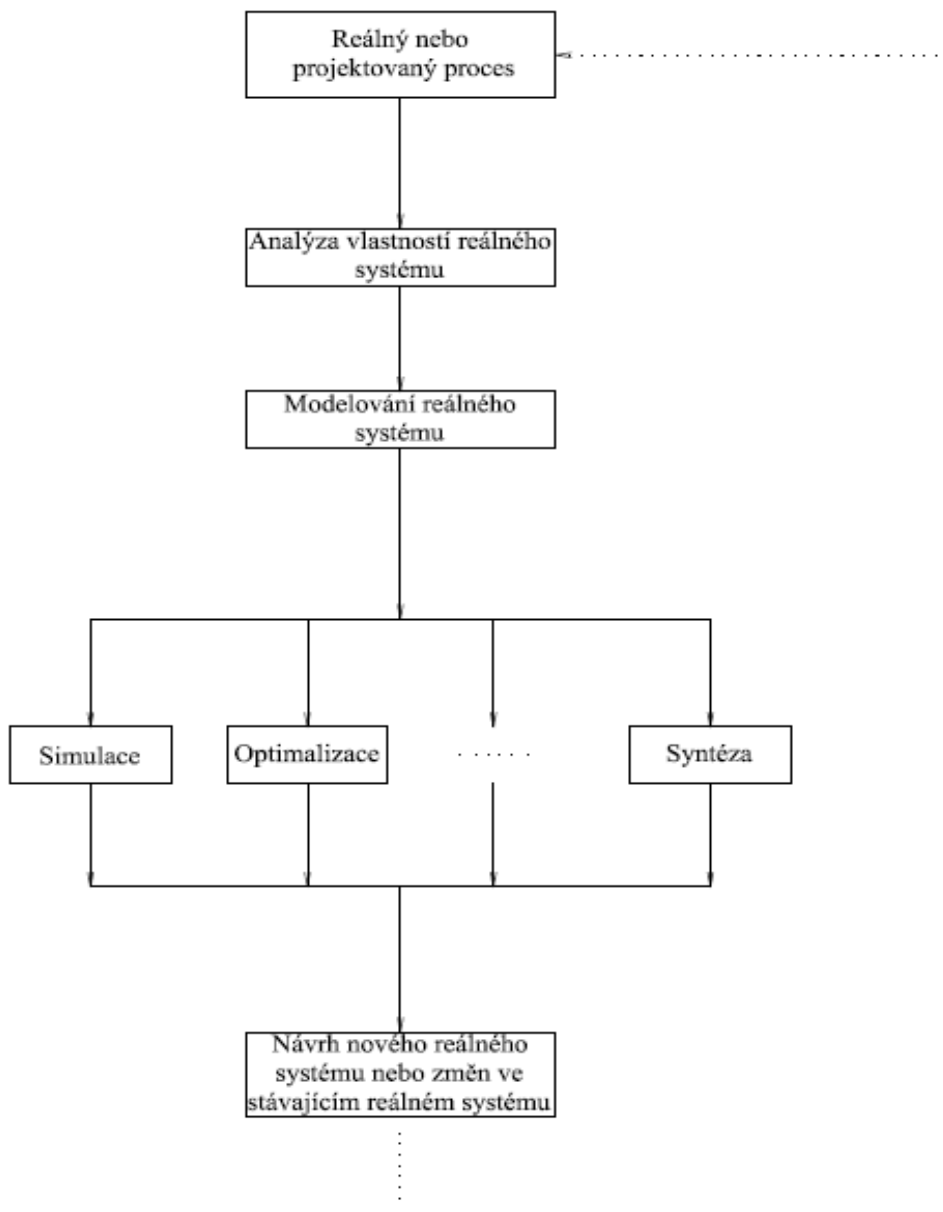 Reálný nebo
projektovaný proces
Analýza vlastností reálného
systému
Modelování reálného
systému
Simulace
Optimalizace
. . . . . .
Syntéza
Návrh nového reálného
systému nebo změn ve
stávajícím reálném systému